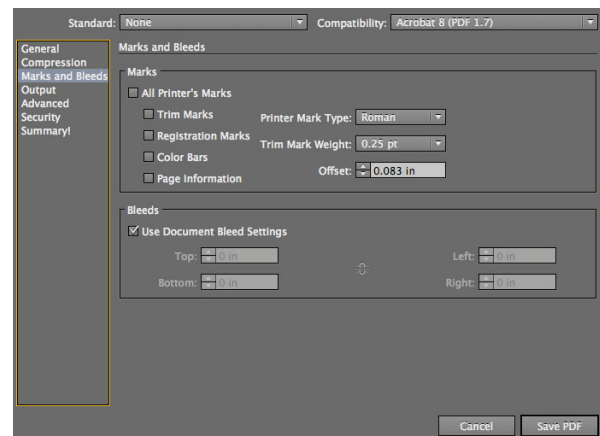 Standard: None Compatibility: Acrobat 8 (PDF 1.7)
General
Compression
Marks and Bleeds
Output
Advanced
Security
Summary!
Marks and Bleeds
Marks
All Printer's Marks
Trim Marks
Registration Marks
Color Bars
Page Information
Printer Mark Type: Roman
Trim Mark Weight: 0.25 pt
Offset: 0.083 in
Bleeds
Use Document Bleed Settings
Top: 0 in Left: 0 in
Bottom: 0 in Right: 0 in
Cancel Save PDF